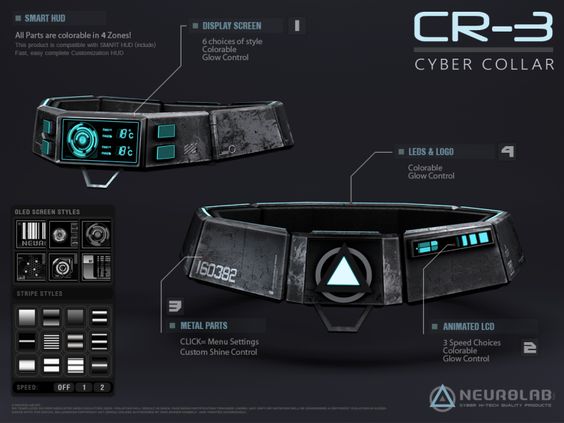 SMART HUD
All Parts are colorable in 4 Zones!
This product is compatible with SMART HUD (include)
Fast, easy complete Customization HUD
DISPLAY SCREEN
1
6 choices of style
Colorable
Glow Control
CR-3
CYBER COLLAR
18°C
18°C
LEDS & LOGO
4
Colorable
Glow Control
OLED SCREEN STYLES
NEURA
STRIPE STYLES
SPEED: OFF 1 2
160382
3
METAL PARTS
CLICK= Menu Settings
Custom Shine Control
ANIMATED LCD
3 Speed Choices
Colorable
Glow Control
2
NEUROLAB
CYBER HI-TECH QUALITY PRODUCTS